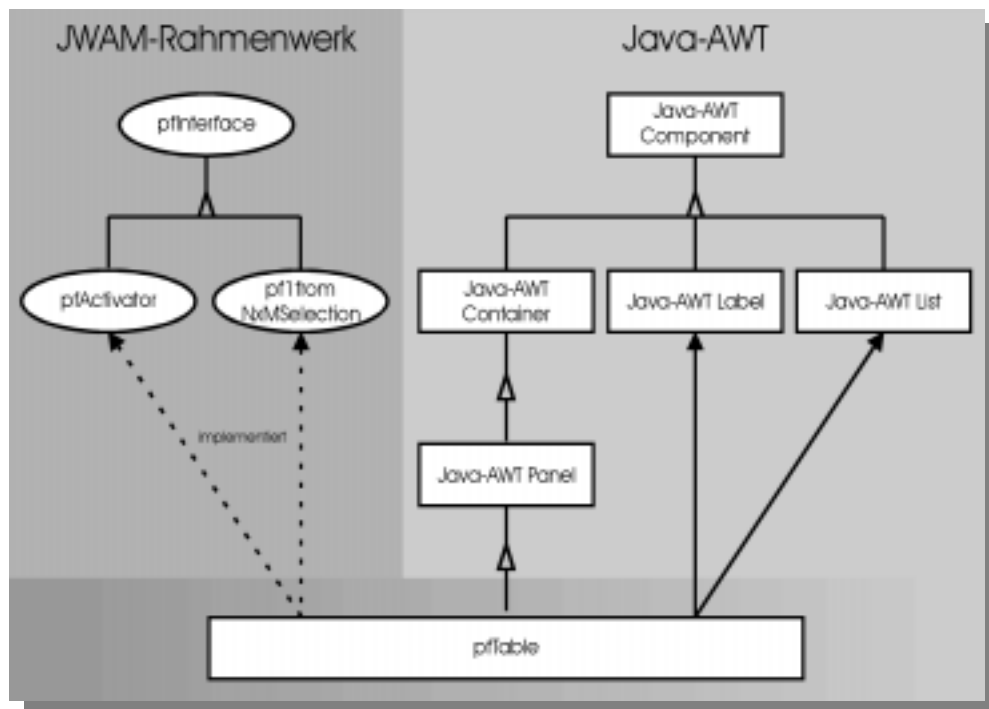 JWAM-Rahmenwerk
Java-AWT
pfInterface
Java-AWT
Component
pfActivator
pf1from
NxMSelection
Java-AWT
Container
Java-AWT Label
Java-AWT List
implementiert
Java-AWT Panel
pfTable